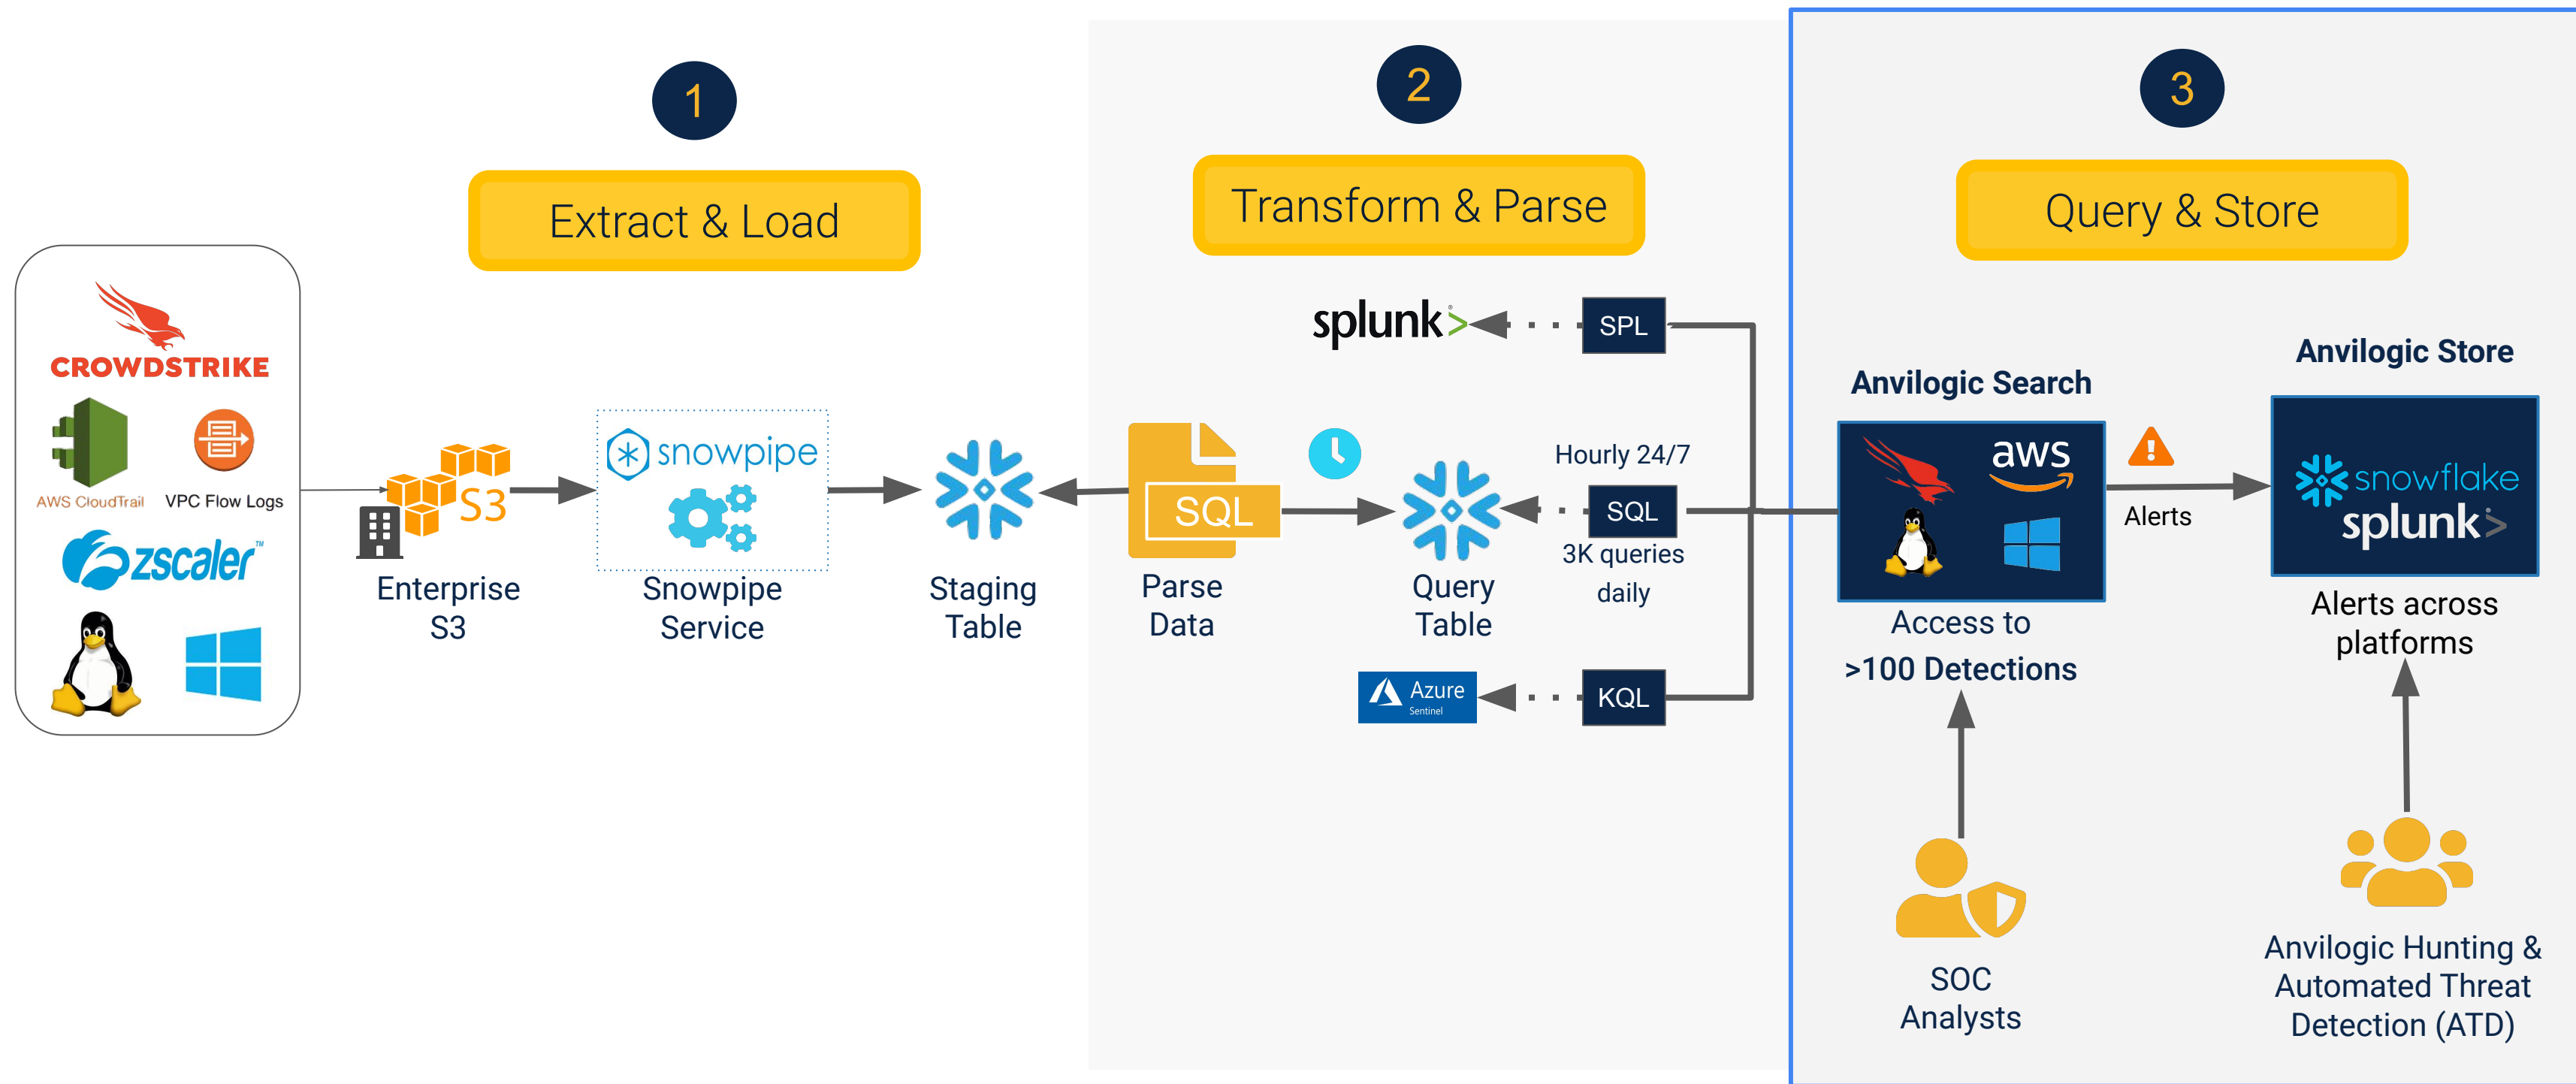 1
Extract & Load
CROWDSTRIKE
AWS CloudTrail
VPC Flow Logs
zscaler™
S3
Enterprise
S3
snowpipe
Snowpipe
Service
Staging
Table
2
Transform & Parse
splunk>
SPL
SQL
Parse
Data
Query
Table
Hourly 24/7
SQL
3K queries
daily
Azure
Sentinel
KQL
3
Query & Store
Anvilogic Search
aws
Access to
>100 Detections
Alerts
Anvilogic Store
snowflake
splunk>
Alerts across
platforms
SOC
Analysts
Anvilogic Hunting &
Automated Threat
Detection (ATD)